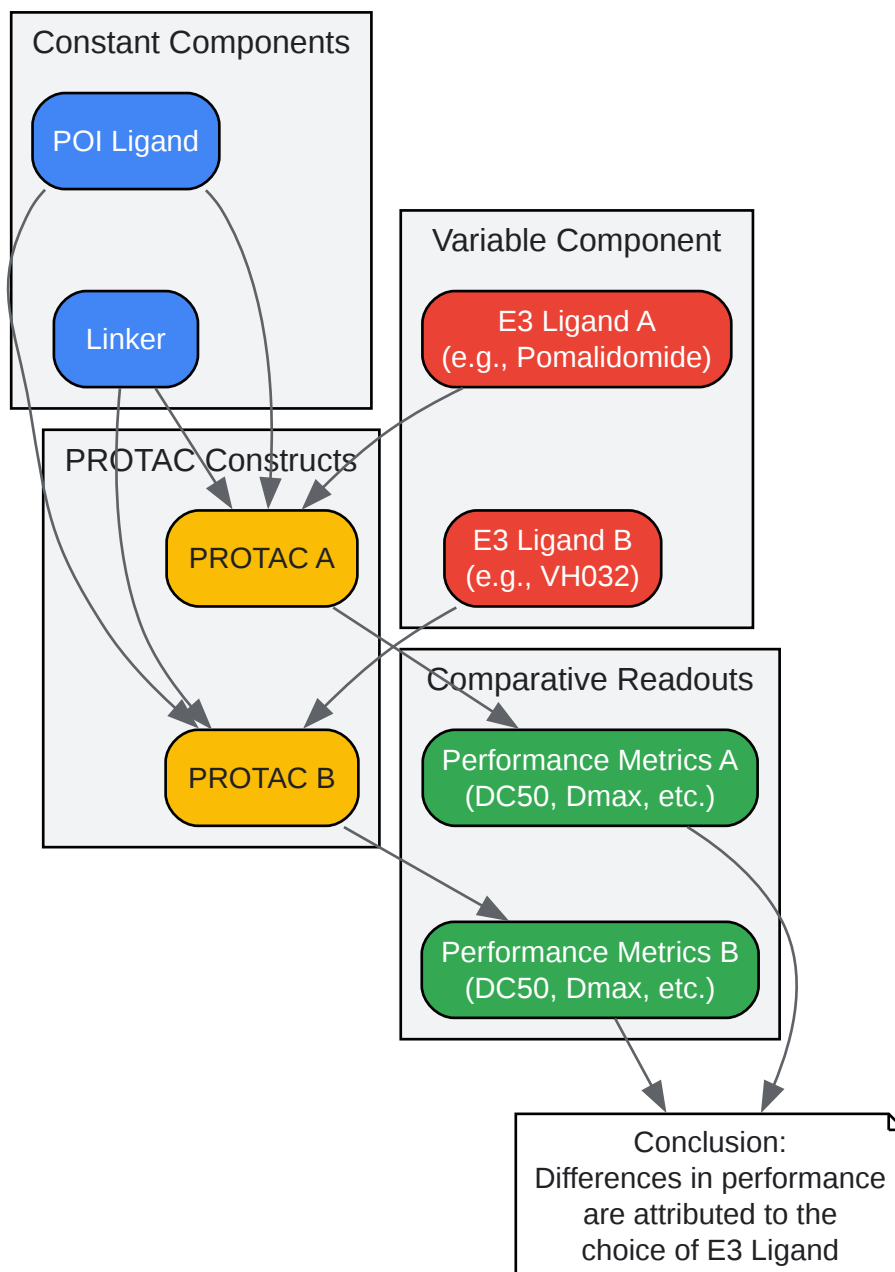 Constant Components
POI Ligand
Linker
Variable Component
E3 Ligand A
(e.g., Pomalidomide)
E3 Ligand B
(e.g., VH032)
PROTAC Constructs
PROTAC A
PROTAC B
Comparative Readouts
Performance Metrics A
(DC50, Dmax, etc.)
Performance Metrics B
(DC50, Dmax, etc.)
Conclusion:
Differences in performance
are attributed to the
choice of E3 Ligand